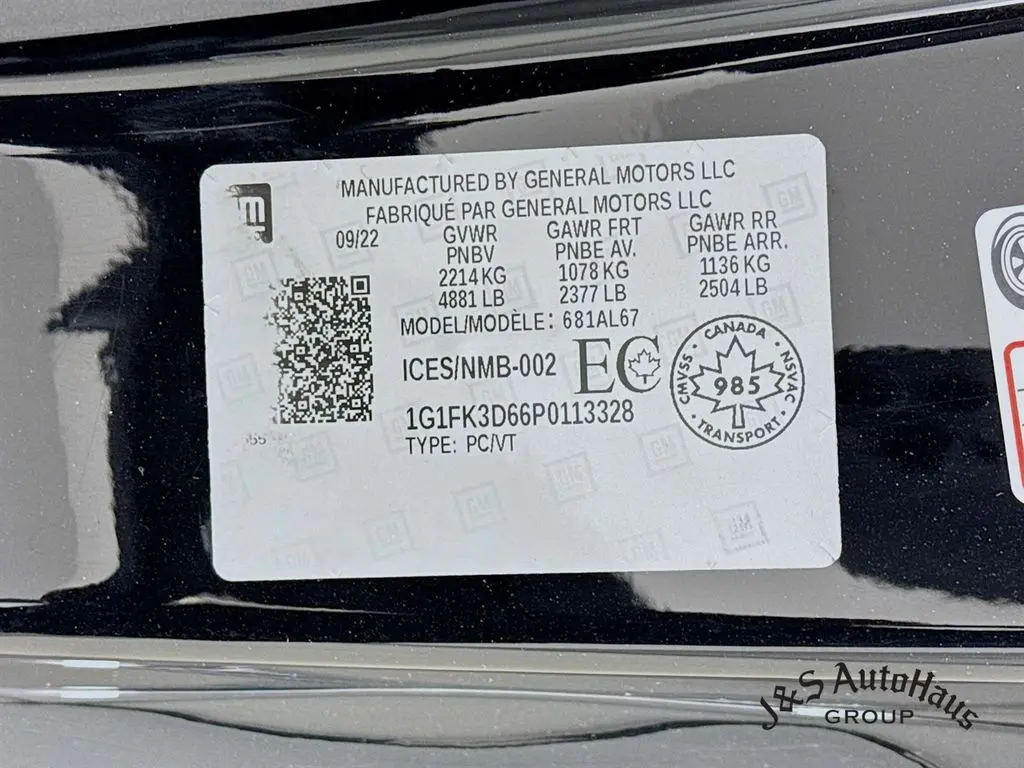 MANUFACTURED BY GENERAL MOTORS LLC
FABRIQUÉ PAR GENERAL MOTORS LLC
gm
09/22
GVWR GAWR FRT GAWR RR
PNBV PNBE AV. PNBE ARR.
2214 KG 1078 KG 1136 KG
4881 LB 2377 LB 2504 LB
MODEL/MODÈLE: 681AL67
ICES/NMB-002 EC
CANADA
CMVSS · NSVAC
985
TRANSPORT
1G1FK3D66P0113328
TYPE: PC/VT
J&S AutoHaus
GROUP